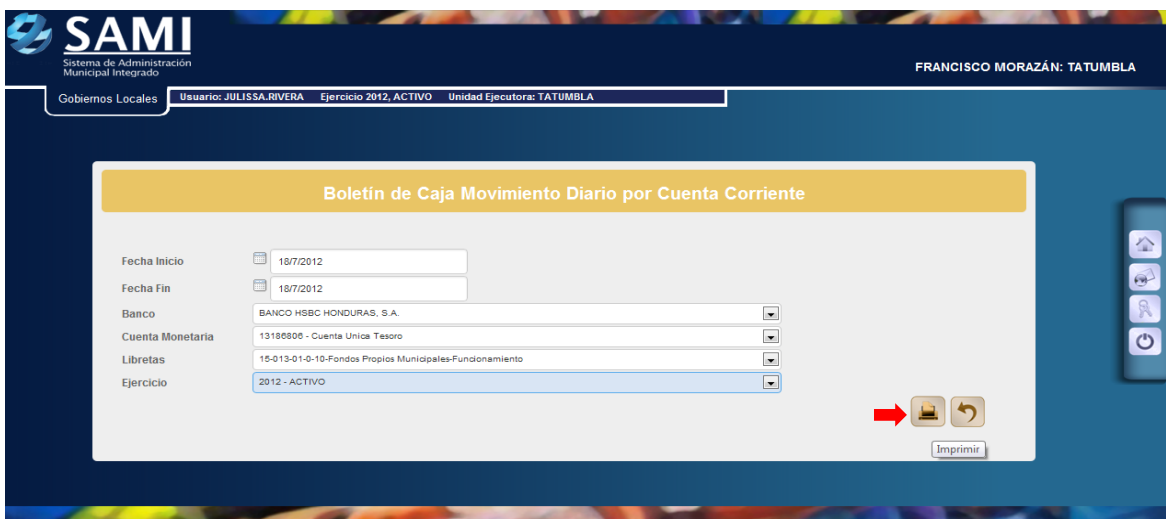 SAMI
Sistema de Administración
Municipal Integrado
FRANCISCO MORAZÁN: TATUMBLA
Gobiernos Locales
Usuario: JULISSA.RIVERA Ejercicio 2012, ACTIVO Unidad Ejecutora: TATUMBLA
Boletín de Caja Movimiento Diario por Cuenta Corriente
Fecha Inicio 18/7/2012
Fecha Fin 18/7/2012
Banco BANCO HSBC HONDURAS, S.A.
Cuenta Monetaria 13186806 - Cuenta Unica Tesoro
Libretas 15-013-01-0-10-Fondos Propios Municipales-Funcionamiento
Ejercicio 2012 - ACTIVO
Imprimir